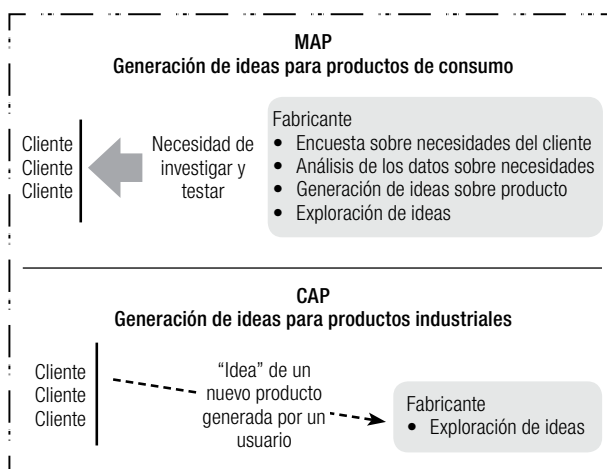 MAP
Generación de ideas para productos de consumo
Cliente
Cliente
Cliente
Necesidad de
investigar y
testar
Fabricante
• Encuesta sobre necesidades del cliente
• Análisis de los datos sobre necesidades
• Generación de ideas sobre producto
• Exploración de ideas
CAP
Generación de ideas para productos industriales
Cliente
Cliente
Cliente
“Idea” de un
nuevo producto
generada por un
usuario
Fabricante
• Exploración de ideas